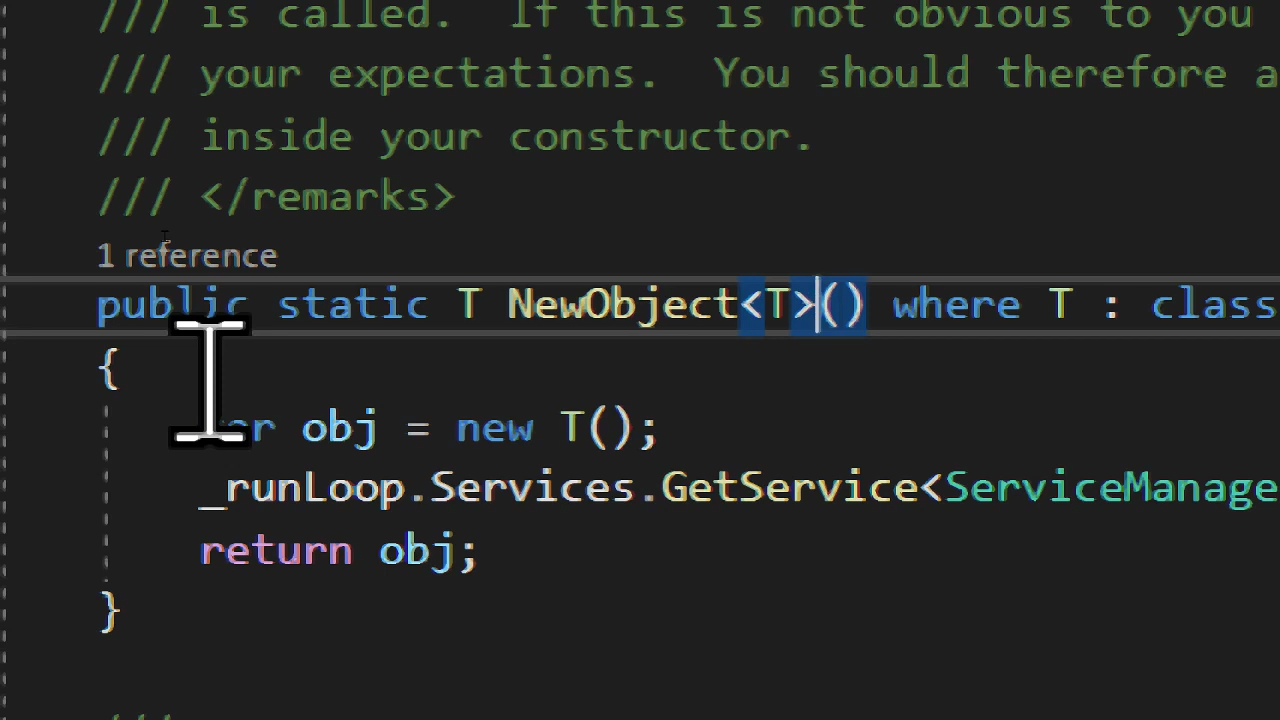 /// is called.  If this is not obvious to you
/// your expectations.  You should therefore a
/// inside your constructor.
/// </remarks>
1 reference
public static T NewObject<T>() where T : class
{
obj = new T();
_runLoop.Services.GetService<ServiceManage
return obj;
}
///